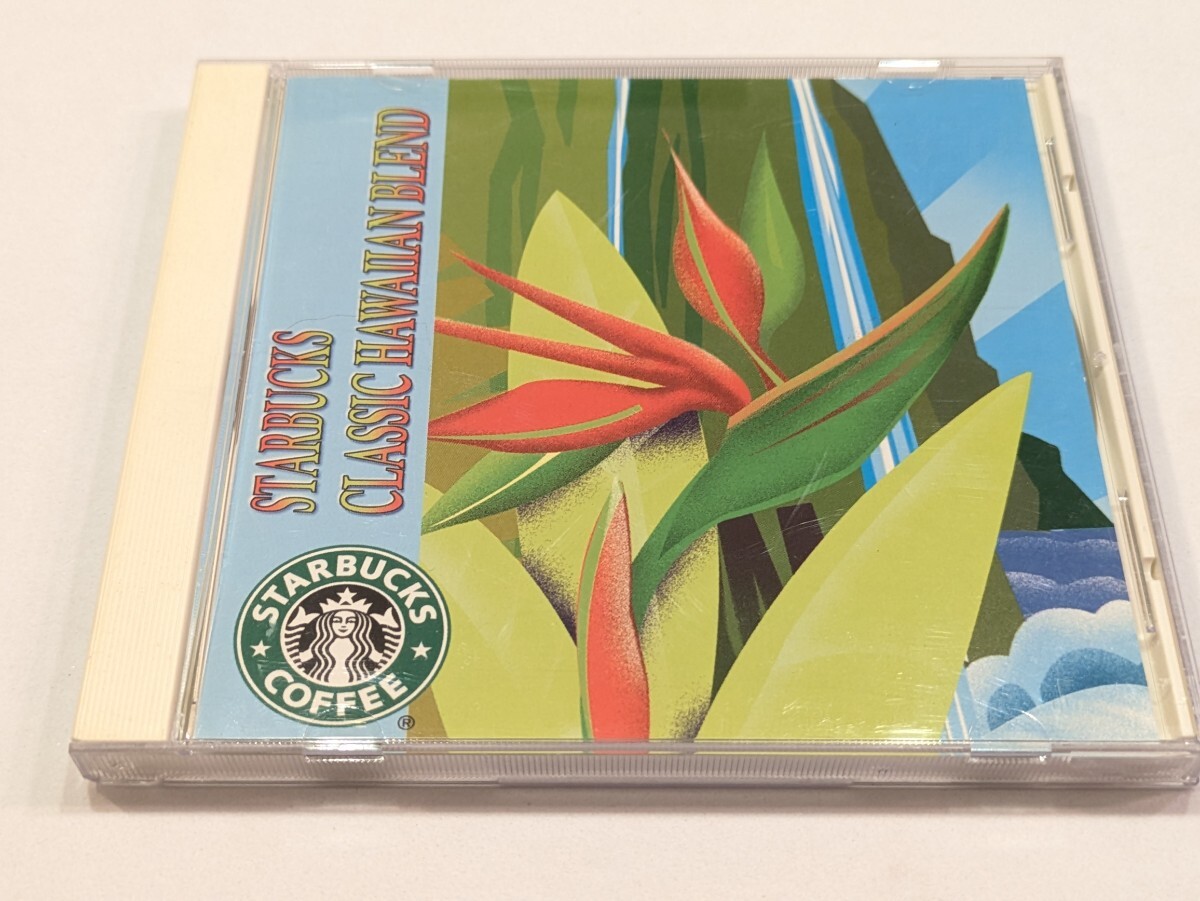 STARBUCKS
CLASSIC HAWAIIAN BLEND
STARBUCKS
COFFEE
®